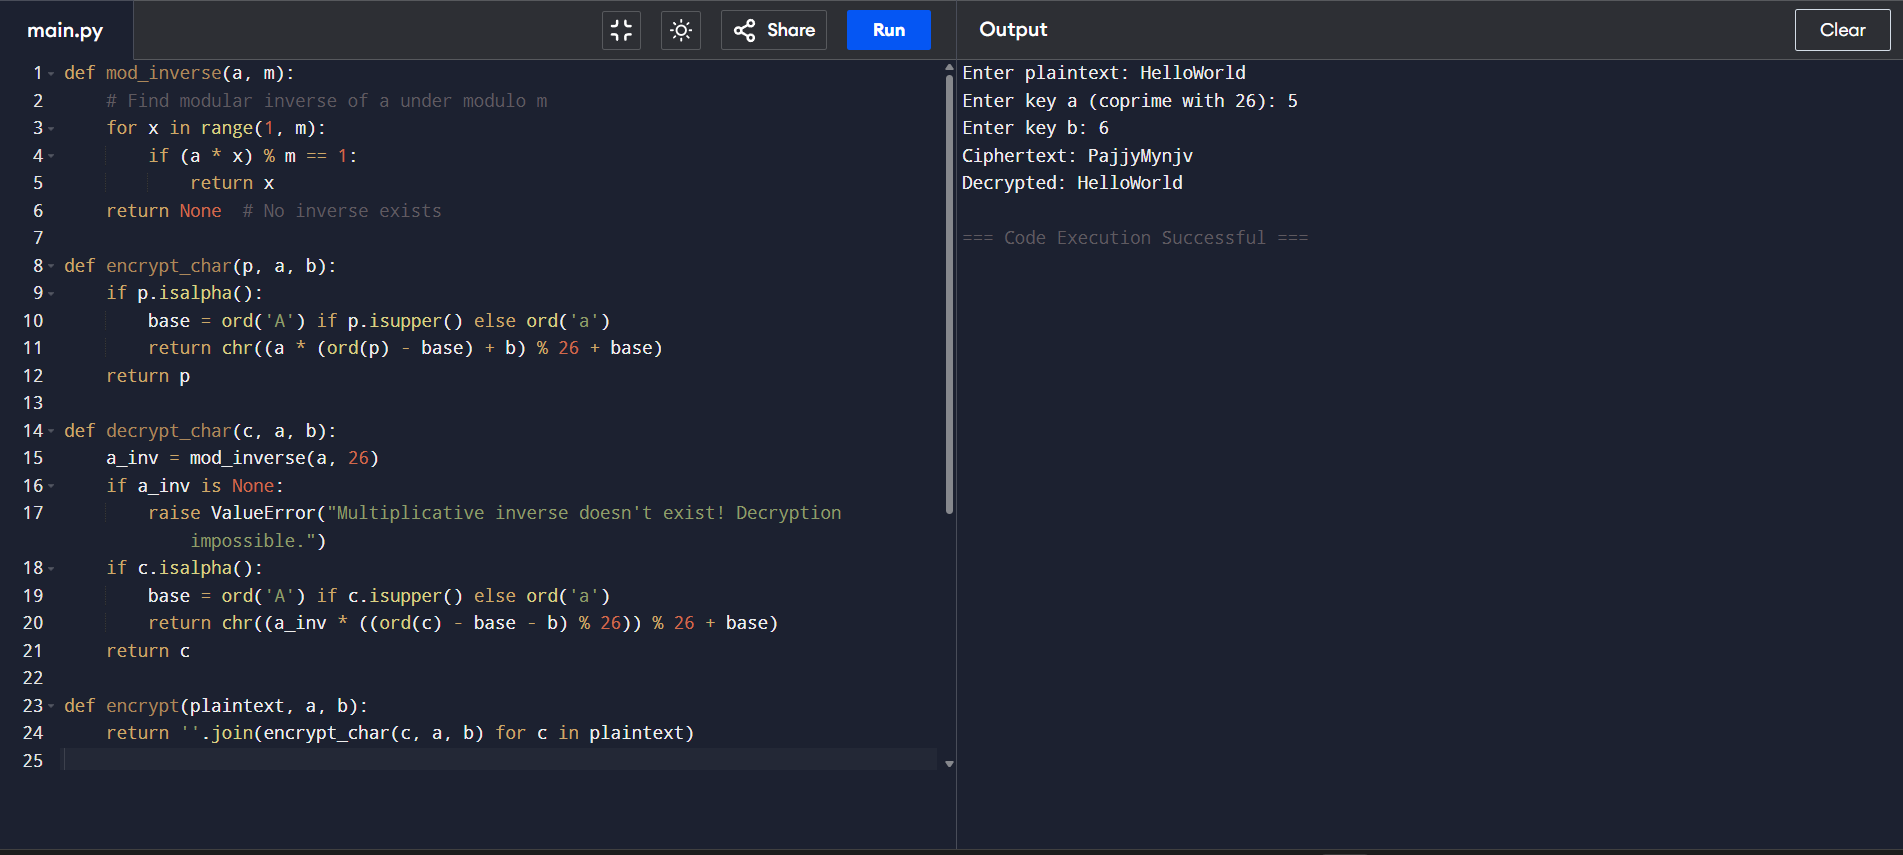 main.py
Share
Run
Output
Clear
1 def mod_inverse(a, m):
2     # Find modular inverse of a under modulo m
3     for x in range(1, m):
4         if (a * x) % m == 1:
5             return x
6     return None  # No inverse exists
7
8 def encrypt_char(p, a, b):
9     if p.isalpha():
10         base = ord('A') if p.isupper() else ord('a')
11         return chr((a * (ord(p) - base) + b) % 26 + base)
12     return p
13
14 def decrypt_char(c, a, b):
15     a_inv = mod_inverse(a, 26)
16     if a_inv is None:
17         raise ValueError("Multiplicative inverse doesn't exist! Decryption
impossible.")
18     if c.isalpha():
19         base = ord('A') if c.isupper() else ord('a')
20         return chr((a_inv * ((ord(c) - base - b) % 26)) % 26 + base)
21     return c
22
23 def encrypt(plaintext, a, b):
24     return ''.join(encrypt_char(c, a, b) for c in plaintext)
25
Enter plaintext: HelloWorld
Enter key a (coprime with 26): 5
Enter key b: 6
Ciphertext: PajjyMynjv
Decrypted: HelloWorld
=== Code Execution Successful ===